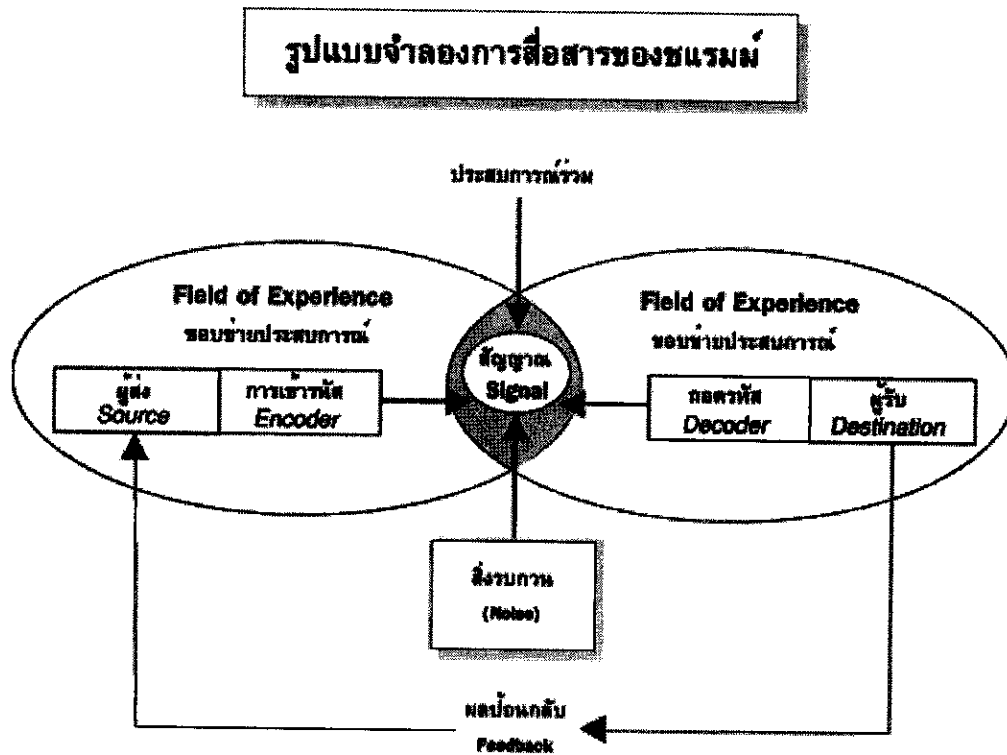 รูปแบบจำลองการสื่อสารของชแรมม์
ประสบการณ์ร่วม
Field of Experience
ขอบข่ายประสบการณ์
ผู้ส่ง
Source
การเข้ารหัส
Encoder
สัญญาณ
Signal
Field of Experience
ขอบข่ายประสบการณ์
ถอดรหัส
Decoder
ผู้รับ
Destination
สิ่งรบกวน
(Noise)
ผลป้อนกลับ
Feedback